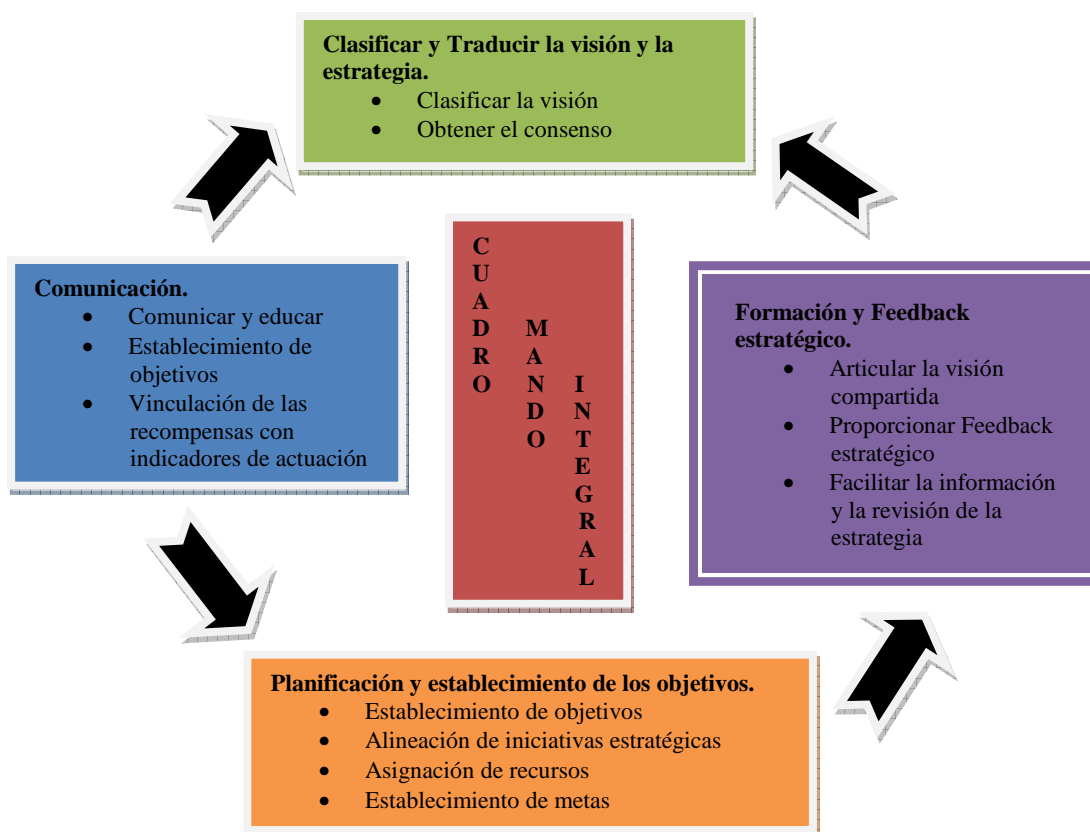 Clasificar y Traducir la visión y la
estrategia.
• Clasificar la visión
• Obtener el consenso
Comunicación.
• Comunicar y educar
• Establecimiento de
objetivos
• Vinculación de las
recompensas con
indicadores de actuación
CUADRO
MANDO
INTEGRAL
Formación y Feedback
estratégico.
• Articular la visión
compartida
• Proporcionar Feedback
estratégico
• Facilitar la información
y la revisión de la
estrategia
Planificación y establecimiento de los objetivos.
• Establecimiento de objetivos
• Alineación de iniciativas estratégicas
• Asignación de recursos
• Establecimiento de metas